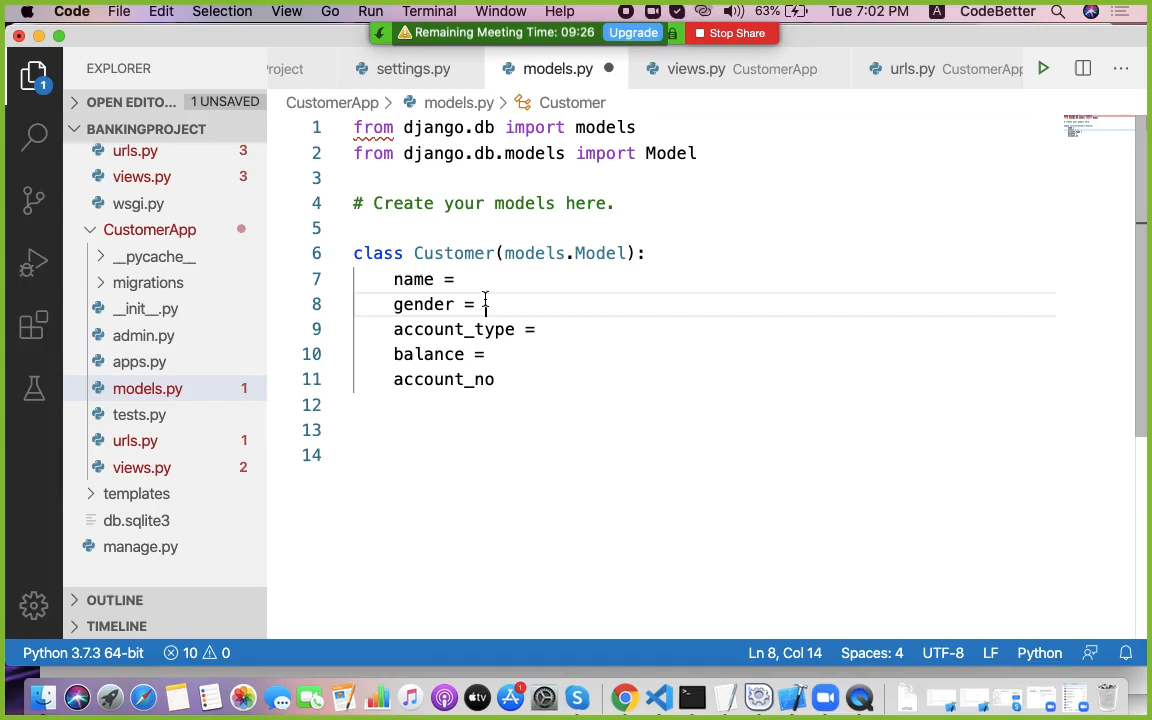 Code File Edit Selection View Go Run Terminal Window Help 63% Tue 7:02 PM A CodeBetter
Remaining Meeting Time: 09:26 Upgrade Stop Share
EXPLORER
roject settings.py models.py views.py CustomerApp urls.py CustomerApp
OPEN EDITO... 1 UNSAVED
CustomerApp > models.py > Customer
BANKINGPROJECT
urls.py 3
views.py 3
wsgi.py
CustomerApp
__pycache__
migrations
__init__.py
admin.py
apps.py
models.py 1
tests.py
urls.py 1
views.py 2
templates
db.sqlite3
manage.py
OUTLINE
TIMELINE
1
1 from django.db import models
2 from django.db.models import Model
3
4 # Create your models here.
5
6 class Customer(models.Model):
7 name =
8 gender =
9 account_type =
10 balance =
11 account_no
12
13
14
Python 3.7.3 64-bit 10 0 Ln 8, Col 14 Spaces: 4 UTF-8 LF Python
tv 1